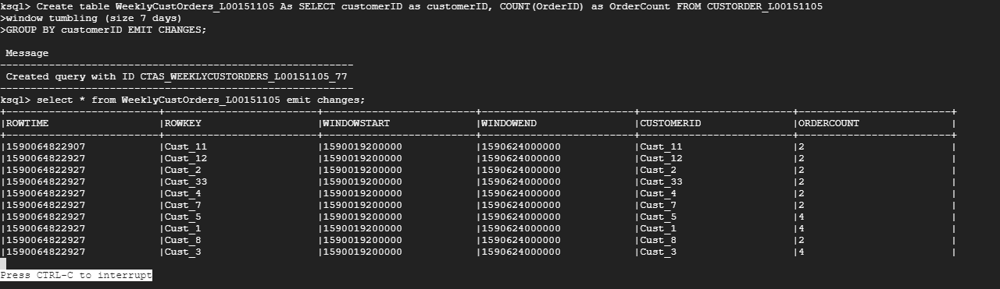 ksql> Create table WeeklyCustOrders_L00151105 As SELECT customerID as customerID, COUNT(OrderID) as OrderCount FROM CUSTORDER_L00151105
>window tumbling (size 7 days)
>GROUP BY customerID EMIT CHANGES;
Message
----------------------------------------------------------
Created query with ID CTAS_WEEKLYCUSTORDERS_L00151105_77
----------------------------------------------------------
ksql> select * from WeeklyCustOrders_L00151105 emit changes;
+-------------------------+-------------------------+-------------------------+-------------------------+-------------------------+-------------------------+
|ROWTIME |ROWKEY |WINDOWSTART |WINDOWEND |CUSTOMERID |ORDERCOUNT |
+-------------------------+-------------------------+-------------------------+-------------------------+-------------------------+-------------------------+
|1590064822907 |Cust_11 |1590019200000 |1590624000000 |Cust_11 |2 |
|1590064822927 |Cust_12 |1590019200000 |1590624000000 |Cust_12 |2 |
|1590064822927 |Cust_2 |1590019200000 |1590624000000 |Cust_2 |2 |
|1590064822927 |Cust_33 |1590019200000 |1590624000000 |Cust_33 |2 |
|1590064822927 |Cust_4 |1590019200000 |1590624000000 |Cust_4 |2 |
|1590064822927 |Cust_7 |1590019200000 |1590624000000 |Cust_7 |2 |
|1590064822927 |Cust_5 |1590019200000 |1590624000000 |Cust_5 |4 |
|1590064822927 |Cust_1 |1590019200000 |1590624000000 |Cust_1 |4 |
|1590064822927 |Cust_8 |1590019200000 |1590624000000 |Cust_8 |2 |
|1590064822927 |Cust_3 |1590019200000 |1590624000000 |Cust_3 |4 |
Press CTRL-C to interrupt